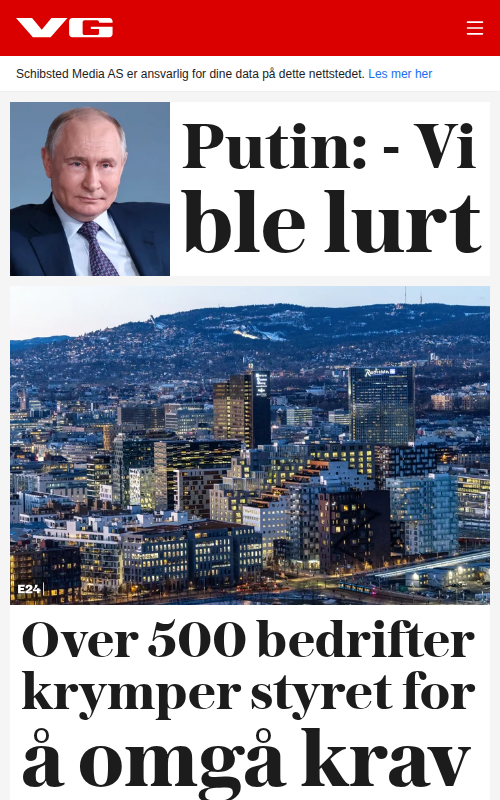 VG
Schibsted Media AS er ansvarlig for dine data på dette nettstedet. Les mer her
Putin: - Vi
ble lurt
Radisson
E24
Over 500 bedrifter
krymper styret for
å omgå krav